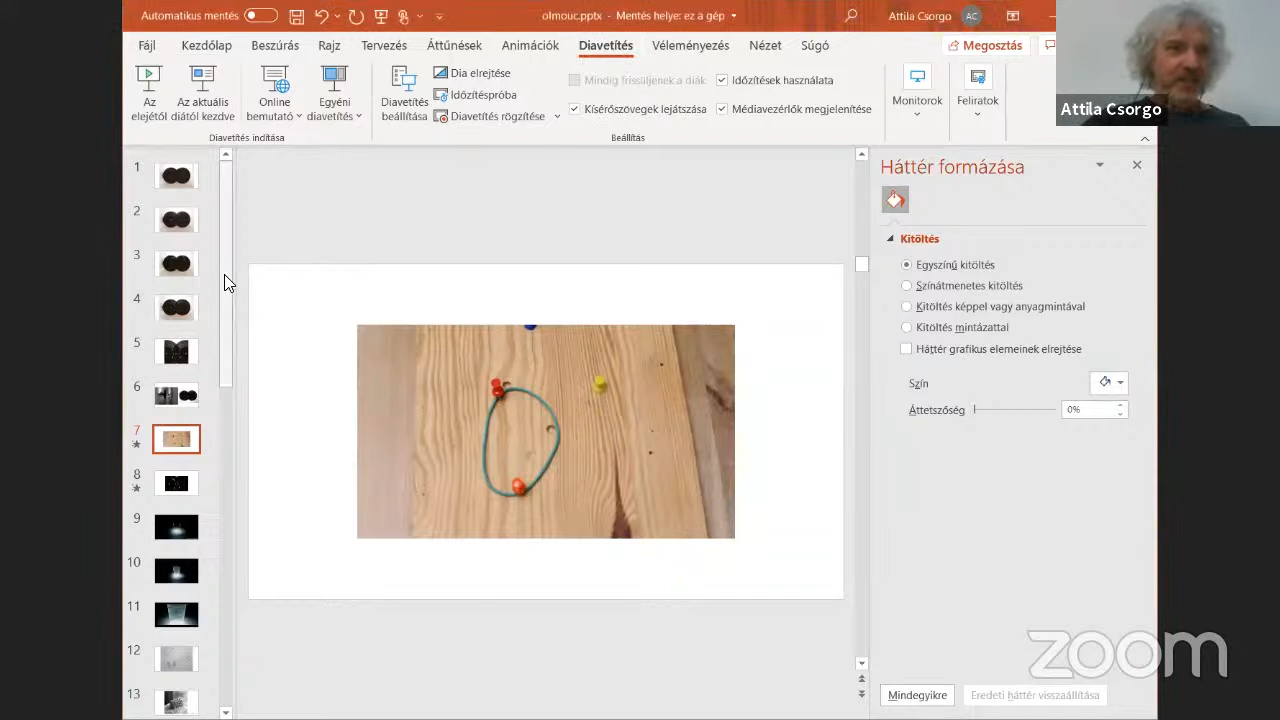 Automatikus mentés
olmouc.pptx - Mentés helye: ez a gép
Attila Csorgo AC
Fájl Kezdőlap Beszúrás Rajz Tervezés Áttűnések Animációk Diavetítés Véleményezés Nézet Súgó
Megosztás
Az elejétől
Az aktuális diától kezdve
Online bemutató
Egyéni diavetítés
Diavetítés indítása
Diavetítés beállítása
Dia elrejtése
Időzítéspróba
Diavetítés rögzítése
Mindig frissüljenek a diák
Kísérőszövegek lejátszása
Időzítések használata
Médiavezérlők megjelenítése
Beállítás
Monitorok
Feliratok
Attila Csorgo
1
2
3
4
5
6
7
8
9
10
11
12
13
Háttér formázása
Kitöltés
Egyszínű kitöltés
Színátmenetes kitöltés
Kitöltés képpel vagy anyagmintával
Kitöltés mintázattal
Háttér grafikus elemeinek elrejtése
Szín
Áttetszőség
0%
Mindegyikre
Eredeti háttér visszaállítása
zoom